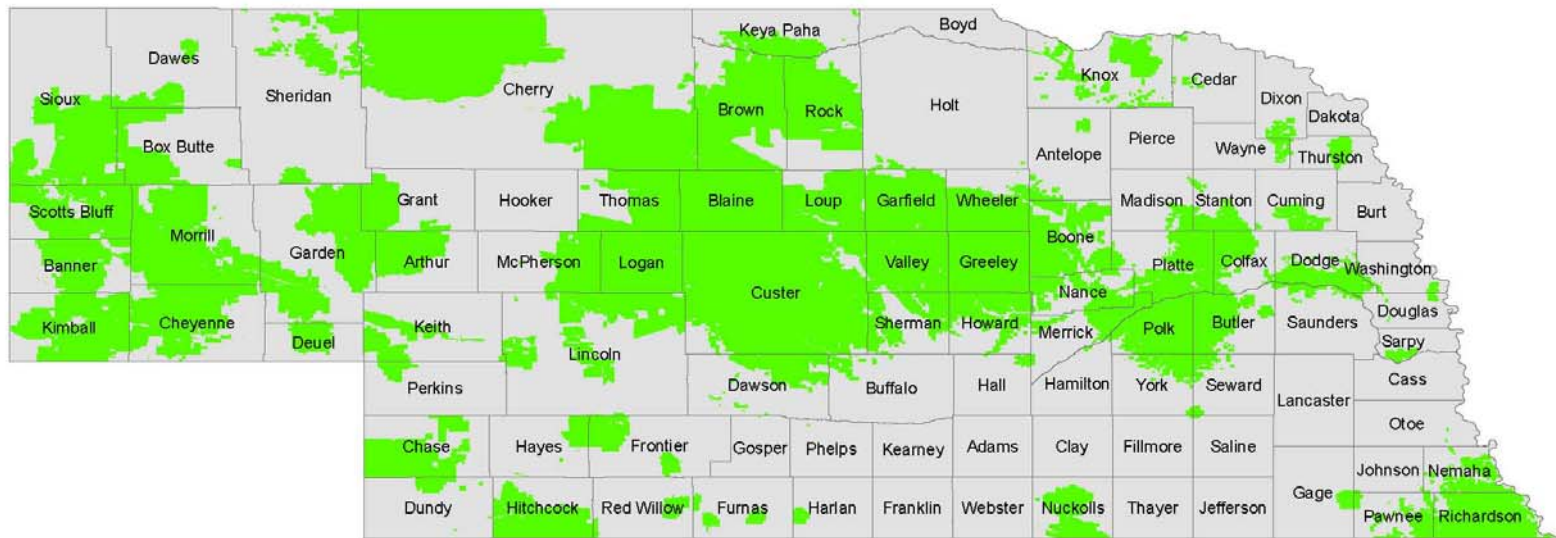 Keya Paha
Boyd
Dawes
Sioux
Sheridan
Cherry
Brown
Rock
Holt
Knox
Cedar
Dixon
Dakota
Box Butte
Antelope
Pierce
Wayne
Thurston
Scotts Bluff
Morrill
Garden
Grant
Hooker
Thomas
Blaine
Loup
Garfield
Wheeler
Madison
Stanton
Cuming
Burt
Banner
Arthur
McPherson
Logan
Custer
Valley
Greeley
Boone
Platte
Colfax
Dodge
Washington
Nance
Kimball
Cheyenne
Deuel
Keith
Lincoln
Sherman
Howard
Merrick
Polk
Butler
Saunders
Douglas
Sarpy
Perkins
Dawson
Buffalo
Hall
Hamilton
York
Seward
Lancaster
Cass
Otoe
Chase
Hayes
Frontier
Gosper
Phelps
Kearney
Adams
Clay
Fillmore
Saline
Gage
Johnson
Nemaha
Dundy
Hitchcock
Red Willow
Furnas
Harlan
Franklin
Webster
Nuckolls
Thayer
Jefferson
Pawnee
Richardson